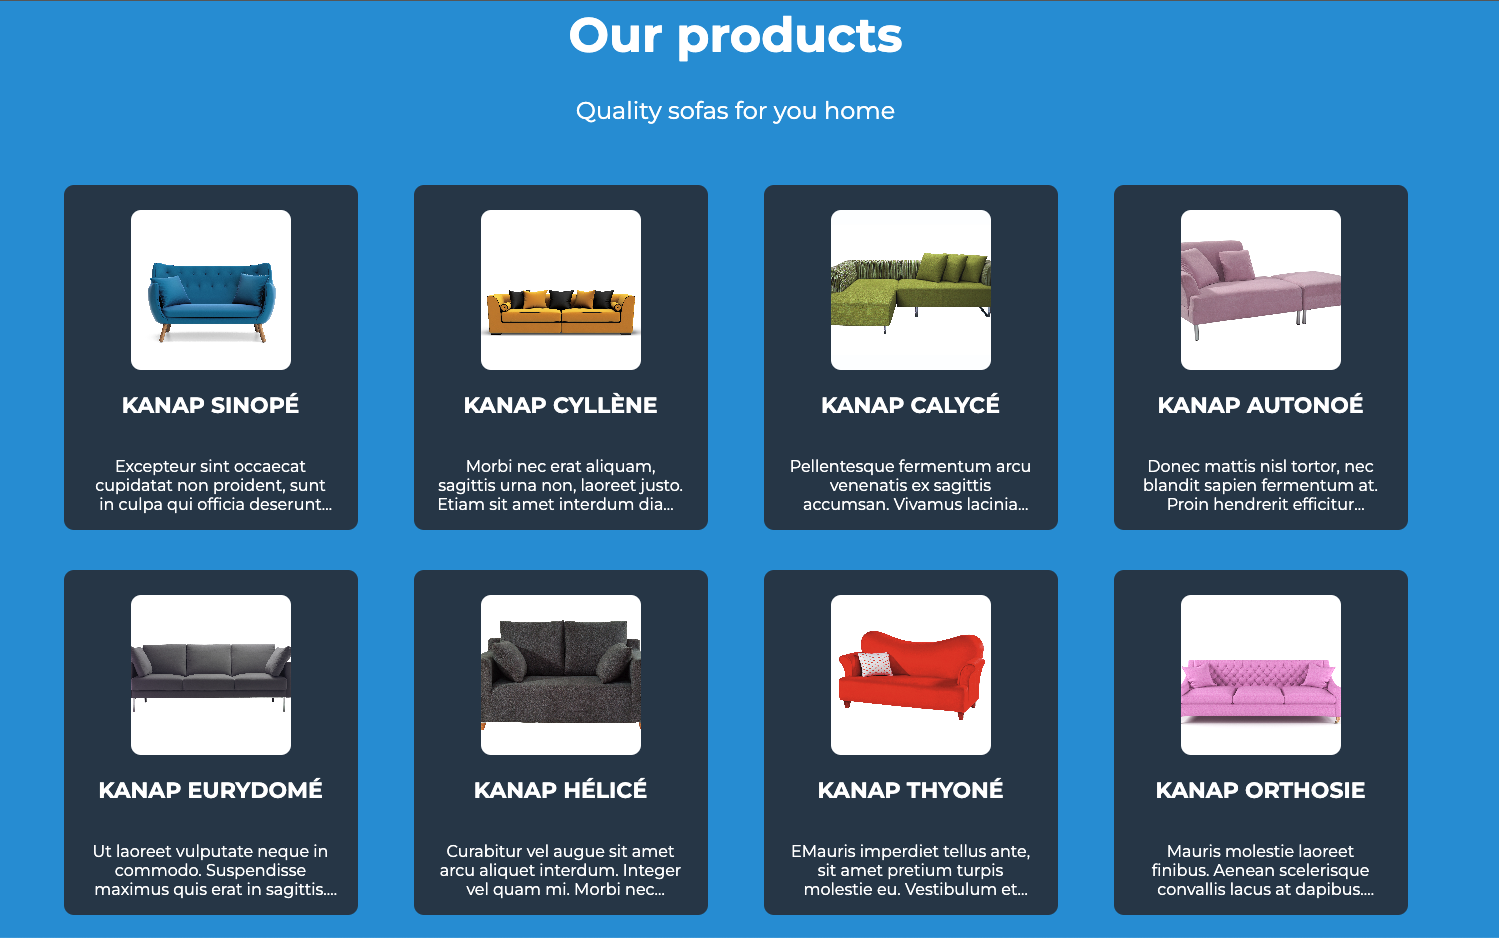 Our products
Quality sofas for you home
KANAP SINOPÉ
Excepteur sint occaecat
cupidatat non proident, sunt
in culpa qui officia deserunt...
KANAP CYLLÈNE
Morbi nec erat aliquam,
sagittis urna non, laoreet justo.
Etiam sit amet interdum dia...
KANAP CALYCÉ
Pellentesque fermentum arcu
venenatis ex sagittis
accumsan. Vivamus lacinia...
KANAP AUTONOÉ
Donec mattis nisl tortor, nec
blandit sapien fermentum at.
Proin hendrerit efficitur...
KANAP EURYDOMÉ
Ut laoreet vulputate neque in
commodo. Suspendisse
maximus quis erat in sagittis....
KANAP HÉLICÉ
Curabitur vel augue sit amet
arcu aliquet interdum. Integer
vel quam mi. Morbi nec...
KANAP THYONÉ
EMauris imperdiet tellus ante,
sit amet pretium turpis
molestie eu. Vestibulum et...
KANAP ORTHOSIE
Mauris molestie laoreet
finibus. Aenean scelerisque
convallis lacus at dapibus....